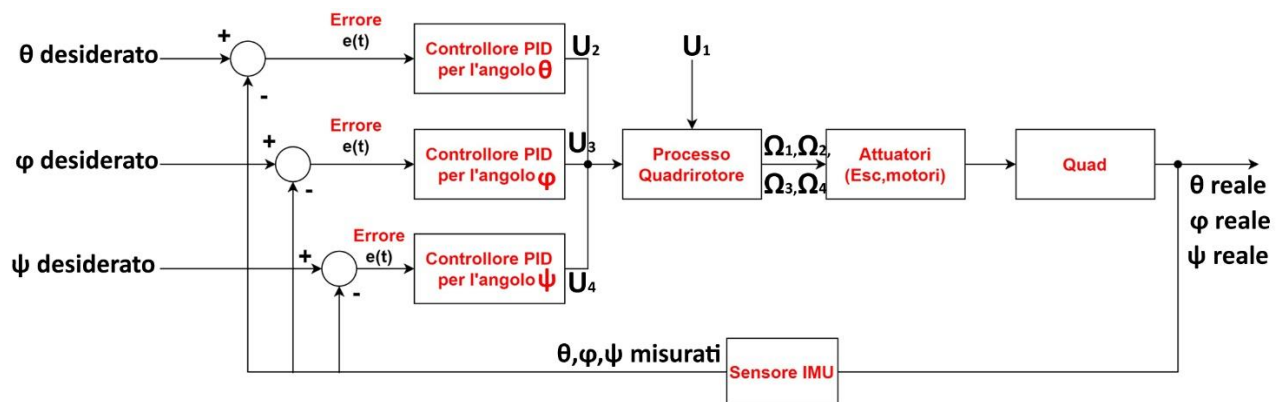 θ desiderato
+
-
Errore
e(t)
Controllore PID
per l'angolo θ
U₂
φ desiderato
+
-
Errore
e(t)
Controllore PID
per l'angolo φ
U₃
ψ desiderato
+
-
Errore
e(t)
Controllore PID
per l'angolo ψ
U₄
U₁
Processo
Quadrirotore
Ω₁,Ω₂,
Ω₃,Ω₄
Attuatori
(Esc,motori)
Quad
θ reale
φ reale
ψ reale
θ,φ,ψ misurati
Sensore IMU